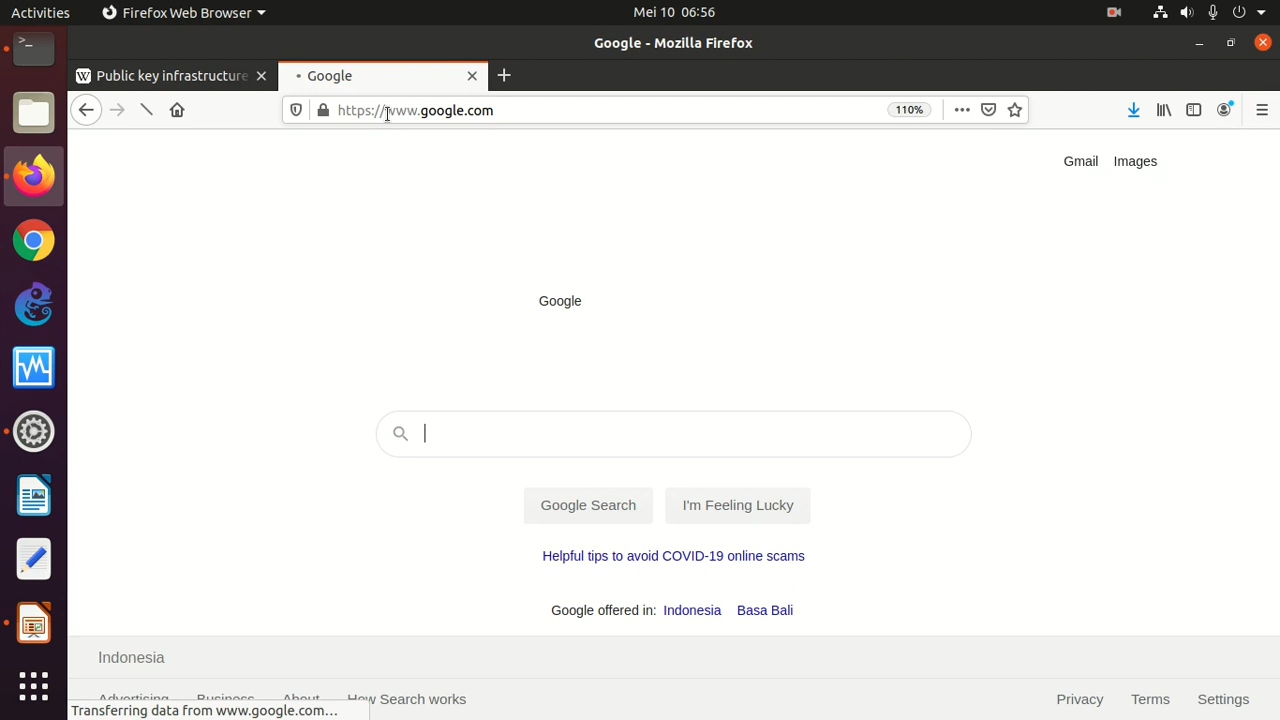 Activities Firefox Web Browser Mei 10 06:56
Google - Mozilla Firefox
Public key infrastructure Google
https://www.google.com 110%
Gmail Images
Google
Google Search I'm Feeling Lucky
Helpful tips to avoid COVID-19 online scams
Google offered in: Indonesia Basa Bali
Indonesia
Advertising Business About How Search works Privacy Terms Settings
Transferring data from www.google.com...